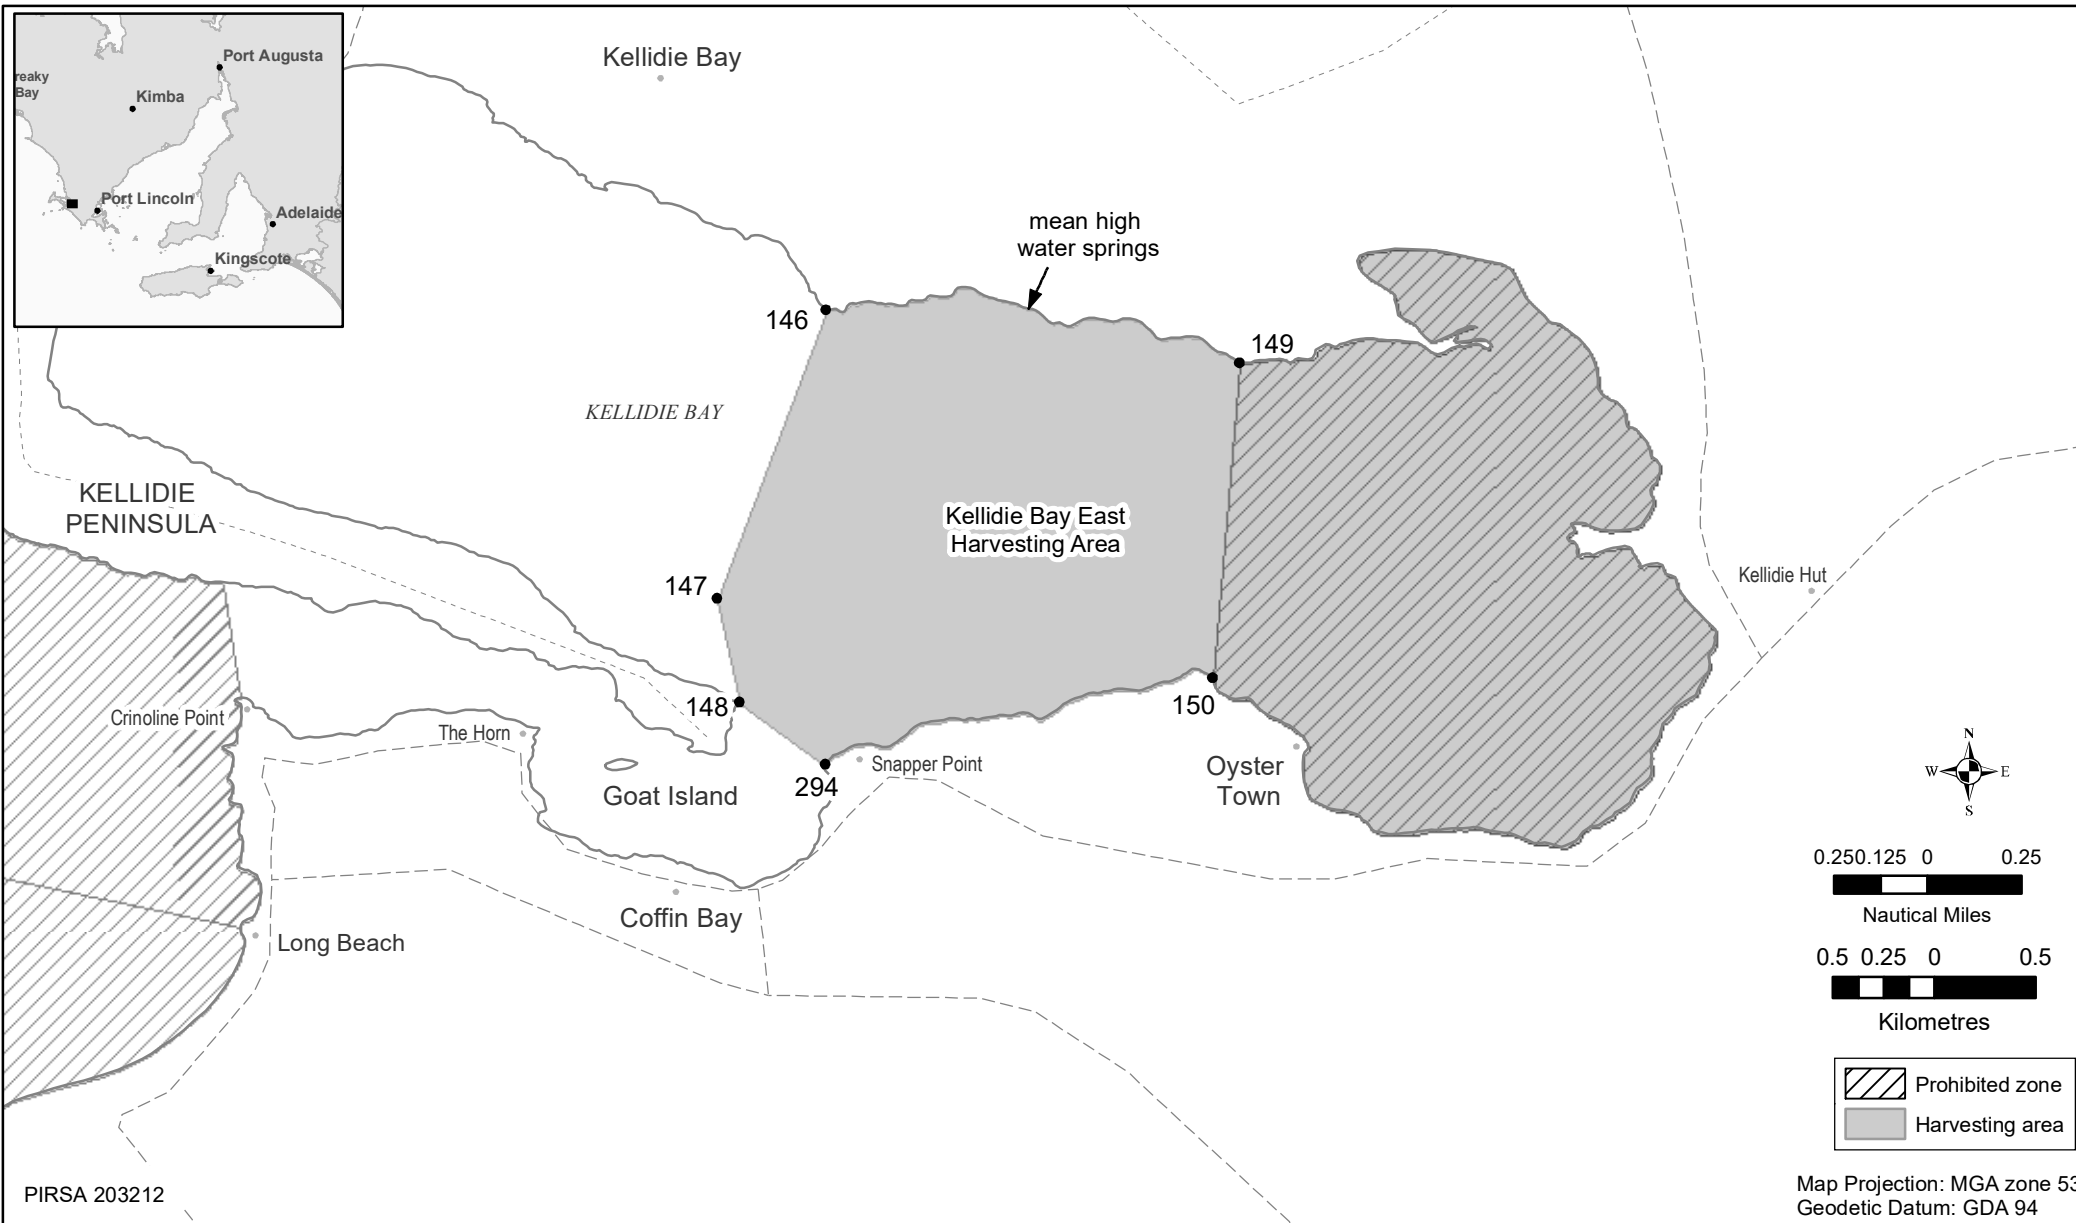 Port Augusta
reaky
Bay
Kimba
Port Lincoln
Adelaide
Kingscote
Kellidie Bay
mean high
water springs
146
149
KELLIDIE BAY
KELLIDIE
PENINSULA
Kellidie Bay East
Harvesting Area
147
Kellidie Hut
148
150
Crinoline Point
The Horn
Snapper Point
294
Goat Island
Oyster
Town
N
W
E
S
Coffin Bay
Long Beach
0.250.125 0 0.25
Nautical Miles
0.5 0.25 0 0.5
Kilometres
Prohibited zone
Harvesting area
PIRSA 203212
Map Projection: MGA zone 53
Geodetic Datum: GDA 94